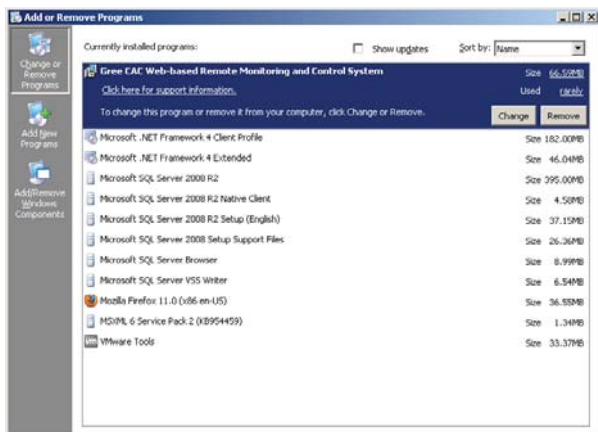 Add or Remove Programs
Change or
Remove
Programs
Add New
Programs
Add/Remove
Windows
Components
Currently installed programs:
Show updates
Sort by: Name
Gree CAC Web-based Remote Monitoring and Control System Size 66.59MB
Click here for support information. Used rarely
To change this program or remove it from your computer, click Change or Remove. Change Remove
Microsoft .NET Framework 4 Client Profile Size 182.00MB
Microsoft .NET Framework 4 Extended Size 46.04MB
Microsoft SQL Server 2008 R2 Size 395.00MB
Microsoft SQL Server 2008 R2 Native Client Size 4.58MB
Microsoft SQL Server 2008 R2 Setup (English) Size 37.15MB
Microsoft SQL Server 2008 Setup Support Files Size 26.36MB
Microsoft SQL Server Browser Size 8.99MB
Microsoft SQL Server VSS Writer Size 6.54MB
Mozilla Firefox 11.0 (x86 en-US) Size 36.55MB
MSXML 6 Service Pack 2 (KB954459) Size 1.34MB
VMware Tools Size 33.37MB